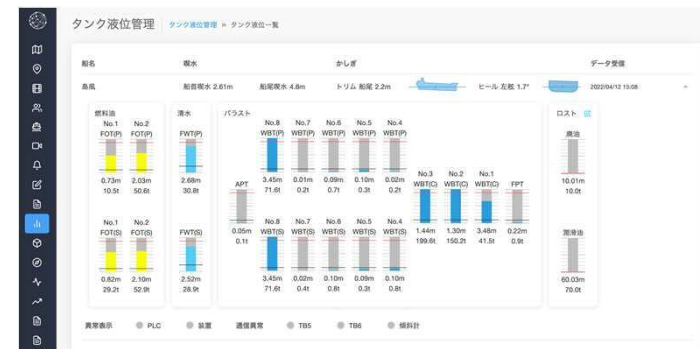 タンク液位管理 タンク液位管理 » タンク液位一覧
船名 喫水 かしぎ データ受信
島風 船首喫水 2.61m 船尾喫水 4.8m トリム 船尾 2.2m ヒール 左舷 1.7° 2022/04/12 15:08
燃料油 清水 バラスト ロスト
No.1 No.2 No.8 No.7 No.6 No.5 No.4
FOT(P) FOT(P) FWT(P) WBT(P) WBT(P) WBT(P) WBT(P) WBT(P) 廃油
0.73m 2.03m 2.68m 3.45m 0.01m 0.09m 0.10m 0.02m 10.01m
10.5t 50.6t 30.8t 71.6t 0.2t 0.7t 0.3t 0.2t 10.0t
No.3 No.2 No.1
APT WBT(C) WBT(C) WBT(C) FPT
0.05m 1.44m 1.30m 3.48m 0.22m
0.1t 199.6t 150.2t 41.5t 0.9t
No.1 No.2 No.8 No.7 No.6 No.5 No.4
FOT(S) FOT(S) FWT(S) WBT(S) WBT(S) WBT(S) WBT(S) WBT(S) 潤滑油
0.82m 2.10m 2.52m 3.45m 0.02m 0.10m 0.09m 0.10m 60.03m
29.2t 52.9t 28.9t 71.6t 0.4t 0.8t 0.3t 0.8t 70.0t
異常表示 PLC 装置 通信異常 TB5 TB6 傾斜計